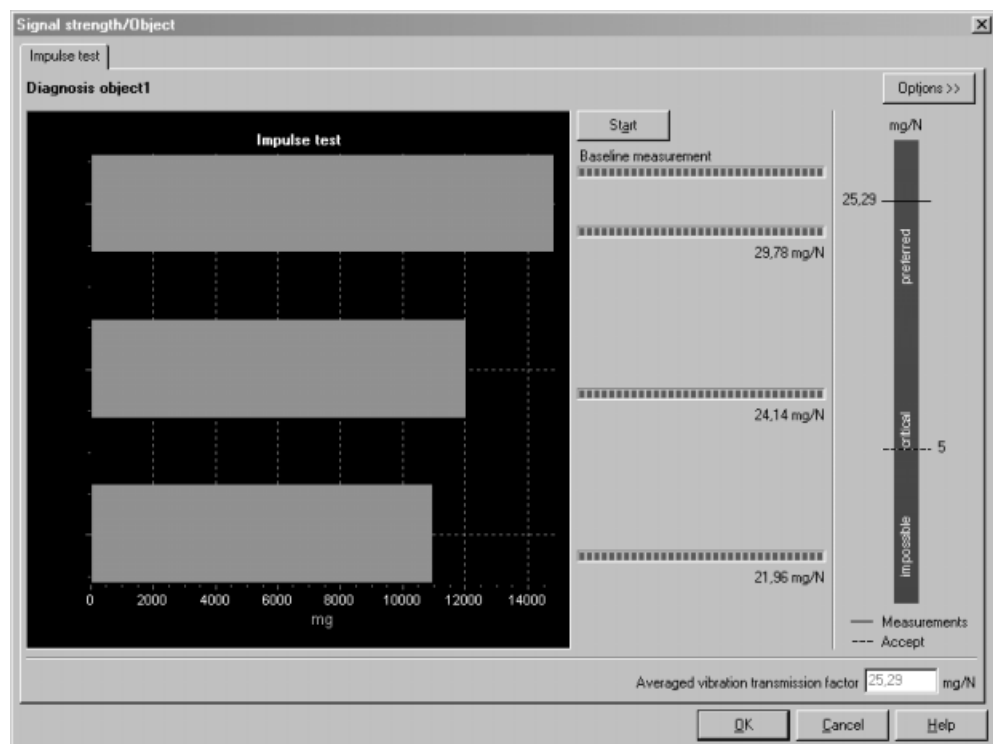 Signal strength/Object
Impulse test
Diagnosis object1
Options >>
Impulse test
Start
Baseline measurement
29,78 mg/N
24,14 mg/N
21,96 mg/N
0 2000 4000 6000 8000 10000 12000 14000
mg
mg/N
25,29
preferred
critical
5
impossible
Measurements
Accept
Averaged vibration transmission factor 25,29 mg/N
OK Cancel Help